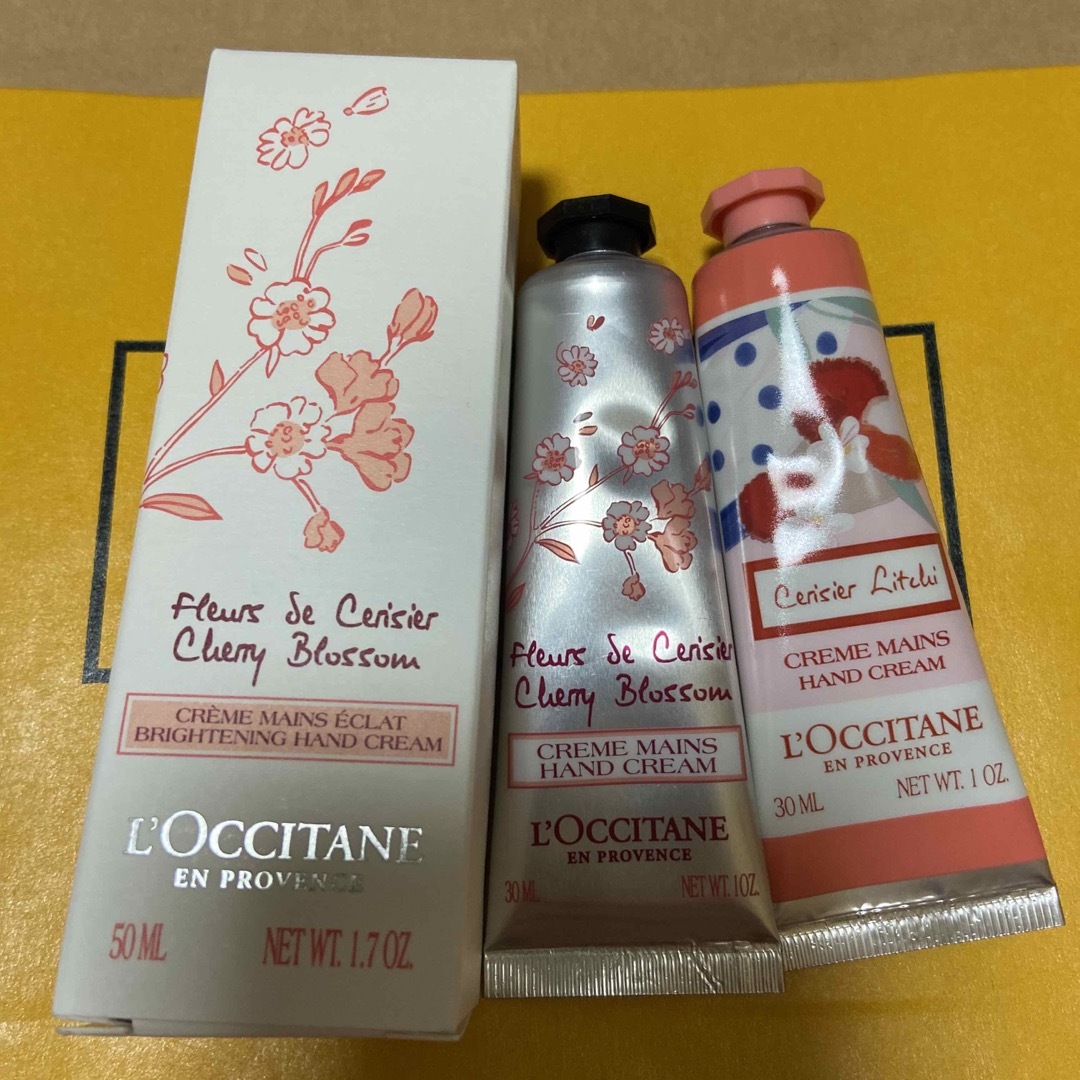 Fleurs de Cerisier
Cherry Blossom
CRÈME MAINS ÉCLAT
BRIGHTENING HAND CREAM
L'OCCITANE
EN PROVENCE
50 ML NET WT. 1.7 OZ.
Fleurs de Cerisier
Cherry Blossom
CREME MAINS
HAND CREAM
L'OCCITANE
EN PROVENCE
30 ML NET WT. 1 OZ.
Cerisier Litchi
CREME MAINS
HAND CREAM
L'OCCITANE
EN PROVENCE
30 ML NET WT. 1 OZ.